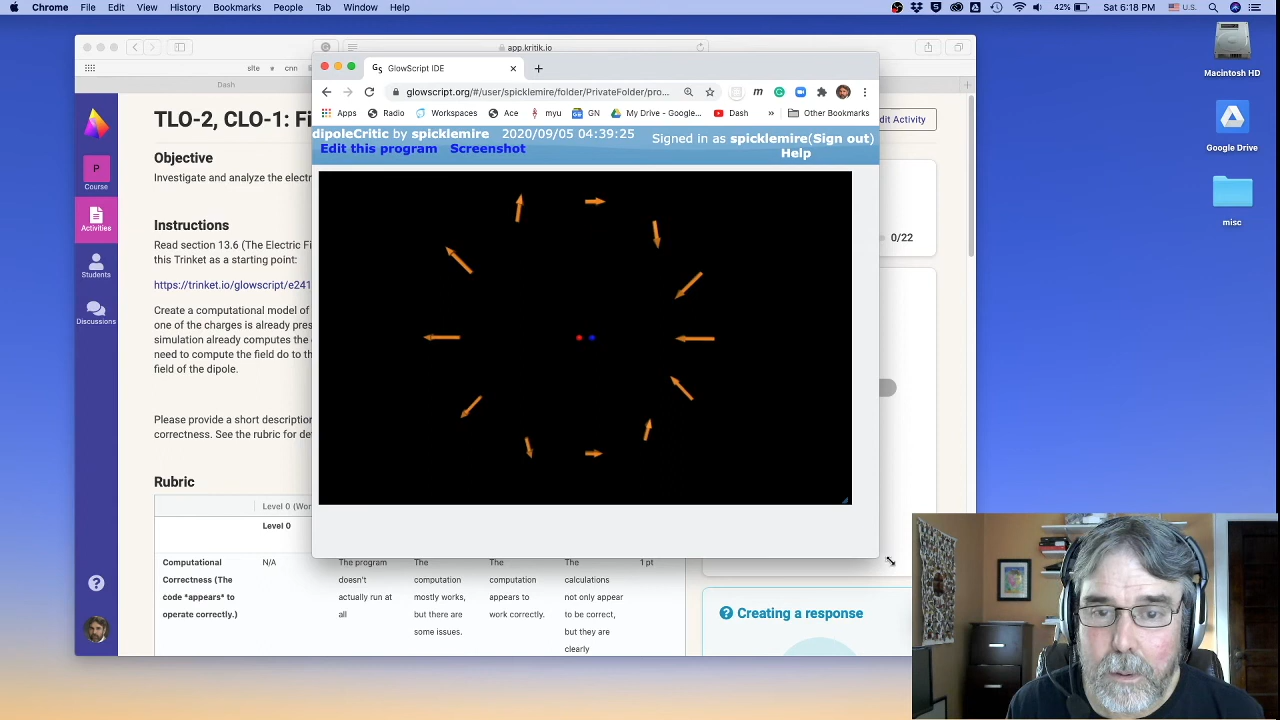 Chrome File Edit View History Bookmarks People Tab Window Help
42% Sat 6:18 PM U.S.
app.kritik.io
site cnn
Dash
GlowScript IDE
glowscript.org/#/user/spicklemire/folder/PrivateFolder/pro...
Apps Radio Workspaces Ace myu GN My Drive - Google... Dash Other Bookmarks
dipoleCritic by spicklemire 2020/09/05 04:39:25
Signed in as spicklemire(Sign out)
Edit this program Screenshot
Help
Macintosh HD
Google Drive
misc
P
Course
Activities
Students
Discussions
TLO-2, CLO-1: Fi
dit Activity
Objective
Investigate and analyze the electr
Instructions
Read section 13.6 (The Electric Fi
this Trinket as a starting point:
https://trinket.io/glowscript/e241
Create a computational model of
one of the charges is already pres
simulation already computes the
need to compute the field do to th
field of the dipole.
Please provide a short description
correctness. See the rubric for det
0/22
Rubric
Level 0 (Wor
Level 0
Computational
Correctness (The
code *appears* to
operate correctly.)
N/A
The program
doesn't
actually run at
all
The
computation
mostly works,
but there are
some issues.
The
computation
appears to
work correctly.
The
calculations
not only appear
to be correct,
but they are
clearly
1 pt
Creating a response